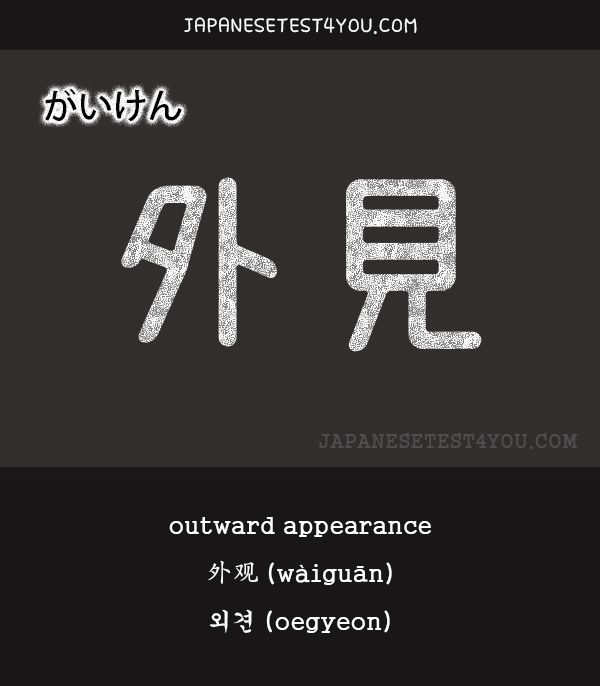 JAPANESETEST4YOU.COM
がいけん
外見
JAPANESETEST4YOU.COM
outward appearance
外观 (wàiguān)
외견 (oegyeon)